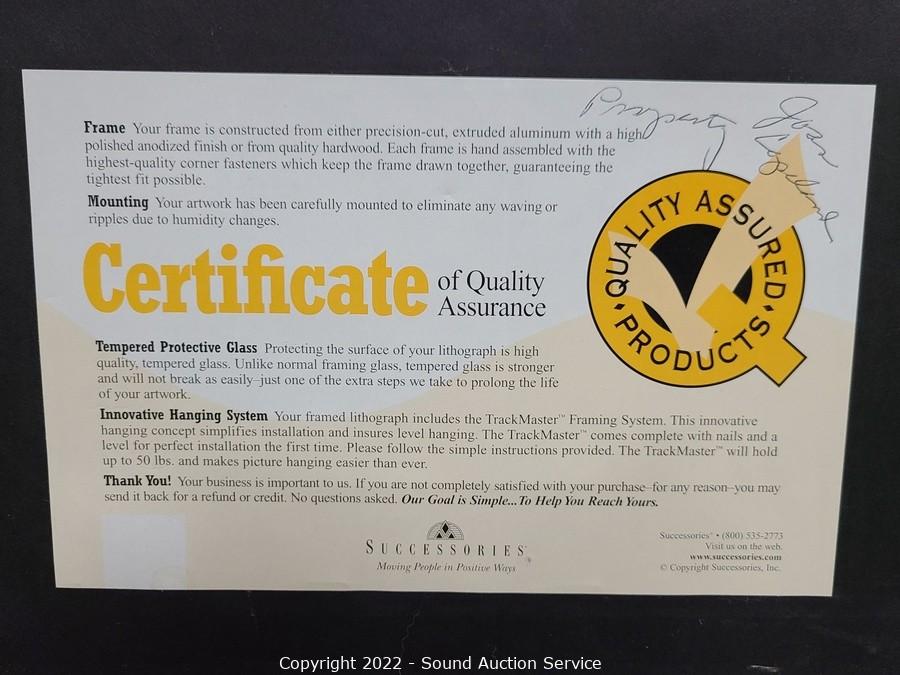 Property Joan
Frame Your frame is constructed from either precision-cut, extruded aluminum with a high
polished anodized finish or from quality hardwood. Each frame is hand assembled with the
highest-quality corner fasteners which keep the frame drawn together, guaranteeing the
tightest fit possible.
Mounting Your artwork has been carefully mounted to eliminate any waving or
ripples due to humidity changes.
QUALITY ASSURED
• PRODUCTS •
Certificate of Quality
Assurance
Tempered Protective Glass Protecting the surface of your lithograph is high
quality, tempered glass. Unlike normal framing glass, tempered glass is stronger
and will not break as easily–just one of the extra steps we take to prolong the life
of your artwork.
Innovative Hanging System Your framed lithograph includes the TrackMaster™ Framing System. This innovative
hanging concept simplifies installation and insures level hanging. The TrackMaster™ comes complete with nails and a
level for perfect installation the first time. Please follow the simple instructions provided. The TrackMaster™ will hold
up to 50 lbs. and makes picture hanging easier than ever.
Thank You! Your business is important to us. If you are not completely satisfied with your purchase–for any reason–you may
send it back for a refund or credit. No questions asked. Our Goal is Simple...To Help You Reach Yours.
SUCCESSORIES
Moving People in Positive Ways
Successories • (800) 535-2773
Visit us on the web.
www.successories.com
© Copyright Successories, Inc.
Copyright 2022 - Sound Auction Service